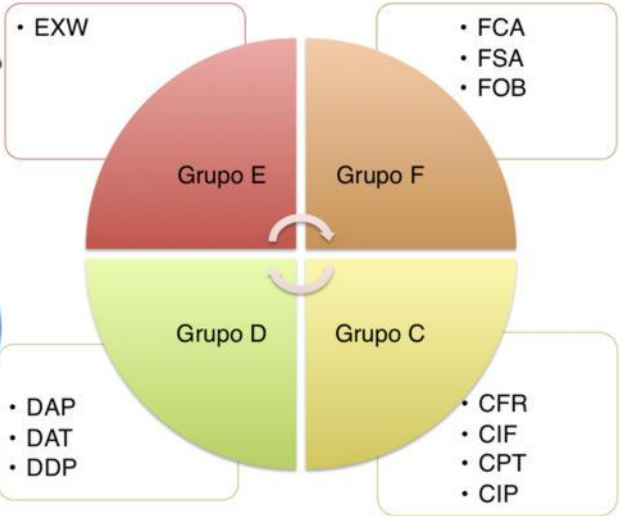 • EXW
• FCA
• FSA
• FOB
Grupo E
Grupo F
Grupo D
Grupo C
• DAP
• DAT
• DDP
• CFR
• CIF
• CPT
• CIP